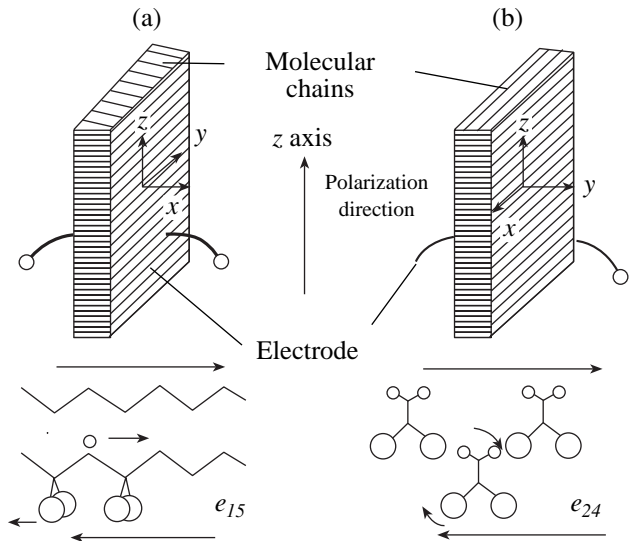 (a)
(b)
Molecular
chains
z
y
x
z axis
Polarization
direction
z
y
x
Electrode
e15
e24